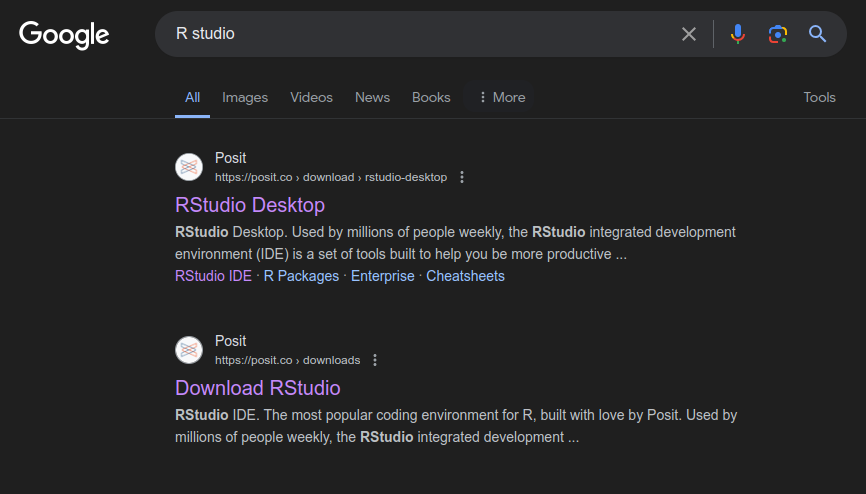 Google
R studio
All Images Videos News Books More Tools
Posit
https://posit.co › download › rstudio-desktop
RStudio Desktop
RStudio Desktop. Used by millions of people weekly, the RStudio integrated development
environment (IDE) is a set of tools built to help you be more productive ...
RStudio IDE · R Packages · Enterprise · Cheatsheets
Posit
https://posit.co › downloads
Download RStudio
RStudio IDE. The most popular coding environment for R, built with love by Posit. Used by
millions of people weekly, the RStudio integrated development ...